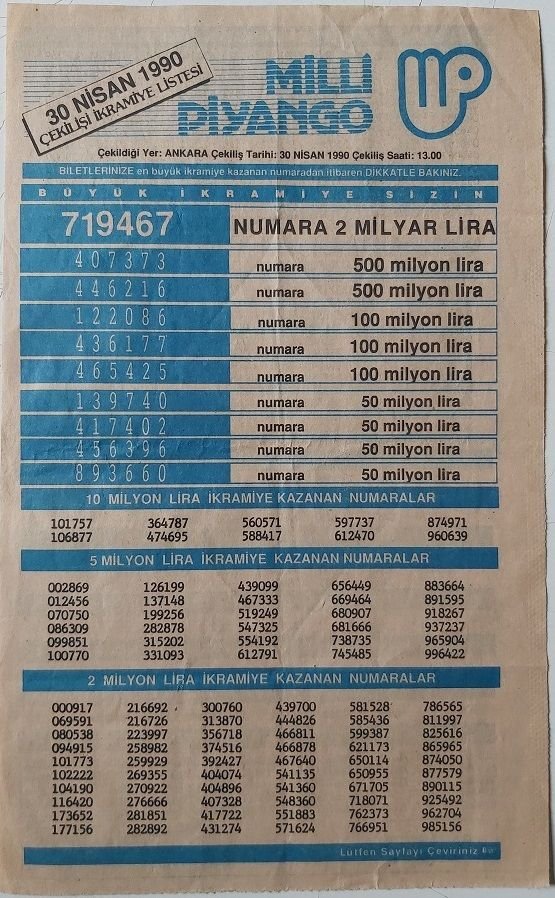 30 NİSAN 1990
ÇEKİLİŞİ İKRAMİYE LİSTESİ
MİLLİ
PİYANGO
Çekildiği Yer: ANKARA Çekiliş Tarihi: 30 NİSAN 1990 Çekiliş Saati: 13.00
BİLETLERİNİZE en büyük ikramiye kazanan numaradan itibaren DİKKATLE BAKINIZ.
BÜYÜK İKRAMİYE SİZİN
719467 NUMARA 2 MİLYAR LİRA
407373 numara 500 milyon lira
446216 numara 500 milyon lira
122086 numara 100 milyon lira
436177 numara 100 milyon lira
465425 numara 100 milyon lira
139740 numara 50 milyon lira
417402 numara 50 milyon lira
456396 numara 50 milyon lira
893660 numara 50 milyon lira
10 MİLYON LİRA İKRAMİYE KAZANAN NUMARALAR
101757 364787 560571 597737 874971
106877 474695 588417 612470 960639
5 MİLYON LİRA İKRAMİYE KAZANAN NUMARALAR
002869 126199 439099 656449 883664
012456 137148 467333 669464 891595
070750 199256 519249 680907 918267
086309 282878 547325 681666 937237
099851 315202 554192 738735 965904
100770 331093 612791 745485 996422
2 MİLYON LİRA İKRAMİYE KAZANAN NUMARALAR
000917 216692 300760 439700 581528 786565
069591 216726 313870 444826 585436 811997
080538 223997 356718 466811 599387 825616
094915 258982 374516 466878 621173 865965
101773 259929 392427 467640 650114 874050
102222 269355 404074 541135 650955 877579
104190 270922 404896 541360 671705 890115
116420 276666 407328 548360 718071 925492
173652 281851 417722 551883 762373 962704
177156 282892 431274 571624 766951 985156
Lütfen Sayfayı Çeviriniz